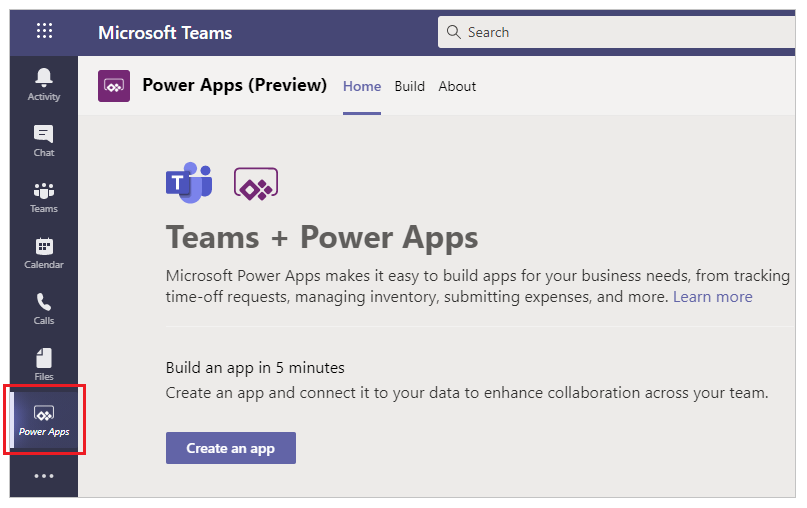 Microsoft Teams
Search
Activity
Chat
Teams
Calendar
Calls
Files
Power Apps
Power Apps (Preview) Home Build About
T
Teams + Power Apps
Microsoft Power Apps makes it easy to build apps for your business needs, from tracking
time-off requests, managing inventory, submitting expenses, and more. Learn more
Build an app in 5 minutes
Create an app and connect it to your data to enhance collaboration across your team.
Create an app